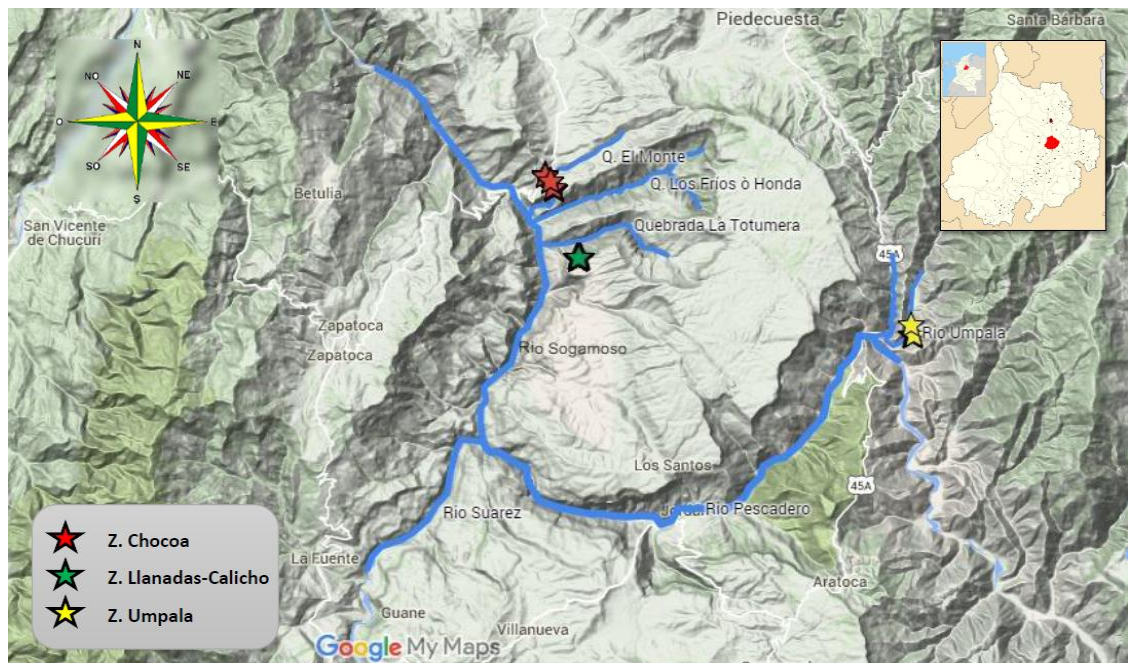 Piedecuesta
Santa Bárbara
N
NO
NE
O
E
SO
SE
S
Q. El Monte
Q. Los Fríos ò Honda
Betulia
San Vicente
de Chucurí
Quebrada La Totumera
45A
Zapatoca
Zapatoca
Rio Sogamoso
Rio Umpala
Los Santos
45A
Rio Suarez
Rio Pescadero
La Fuente
Aratoca
Guane
Villanueva
Z. Chocoa
Z. Llanadas-Calicho
Z. Umpala
Google My Maps